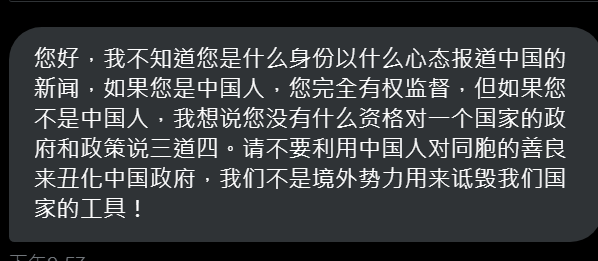 您好，我不知道您是什么身份以什么心态报道中国的
新闻，如果您是中国人，您完全有权监督，但如果您
不是中国人，我想说您没有什么资格对一个国家的政
府和政策说三道四。请不要利用中国人对同胞的善良
来丑化中国政府，我们不是境外势力用来诋毁我们国
家的工具！